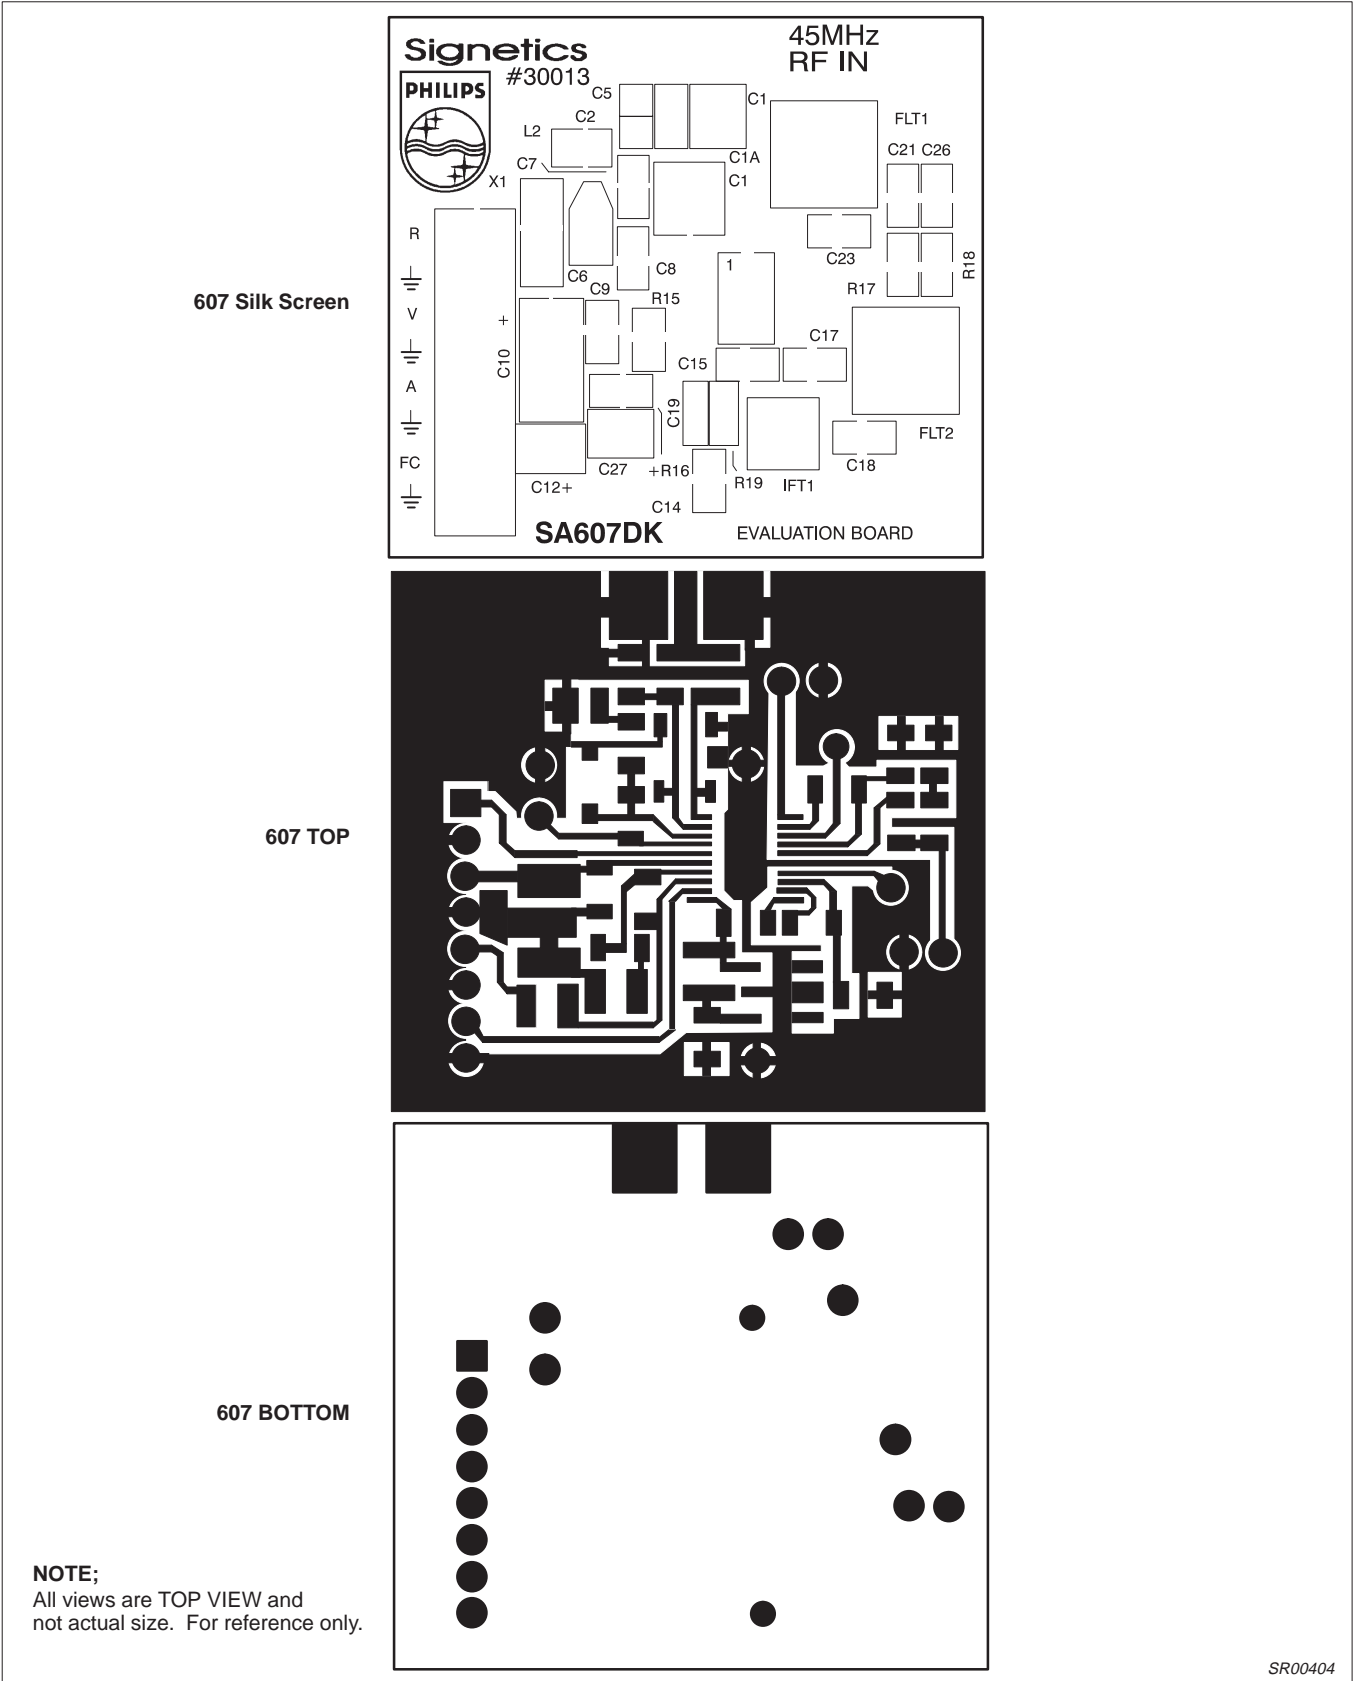 Signetics
#30013
45MHz
RF IN
PHILIPS
C5
C1
L2
C2
FLT1
C7
C1A
C21
C26
X1
C1
R
C6
C8
C23
R18
1
607 Silk Screen
V
+
C9
R15
R17
C10
C15
C17
A
C19
FLT2
FC
C27
+R16
R19
C18
C12+
C14
IFT1
SA607DK
EVALUATION BOARD
607 TOP
607 BOTTOM
NOTE;
All views are TOP VIEW and
not actual size. For reference only.
SR00404